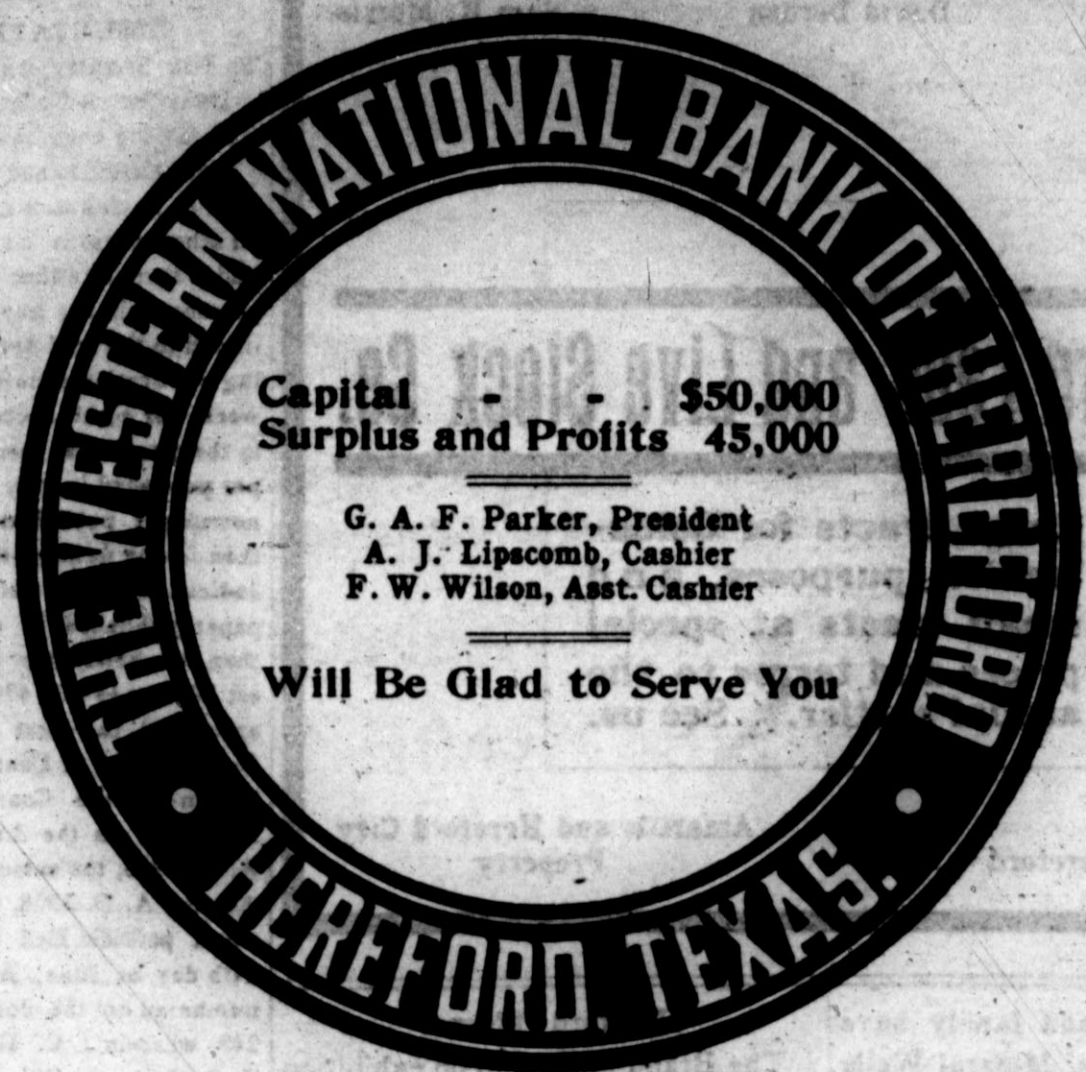 THE WESTERN NATIONAL BANK OF HEREFORD
Capital - - $50,000
Surplus and Profits 45,000
G. A. F. Parker, President
A. J. Lipscomb, Cashier
F. W. Wilson, Asst. Cashier
Will Be Glad to Serve You
HEREFORD, TEXAS.